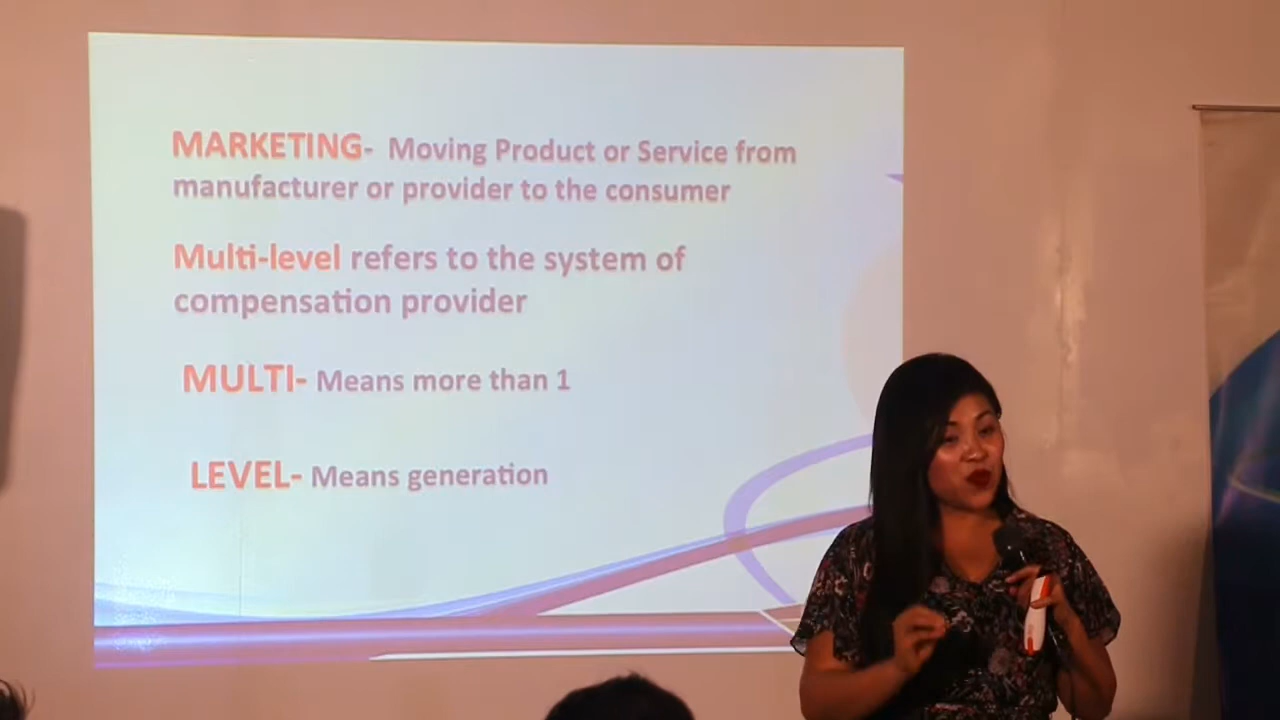 MARKETING- Moving Product or Service from
manufacturer or provider to the consumer
Multi-level refers to the system of
compensation provider
MULTI- Means more than 1
LEVEL- Means generation